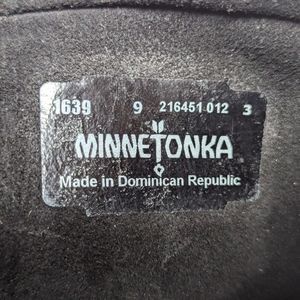 1639 9 216451 012 3
MINNETONKA
Made in Dominican Republic